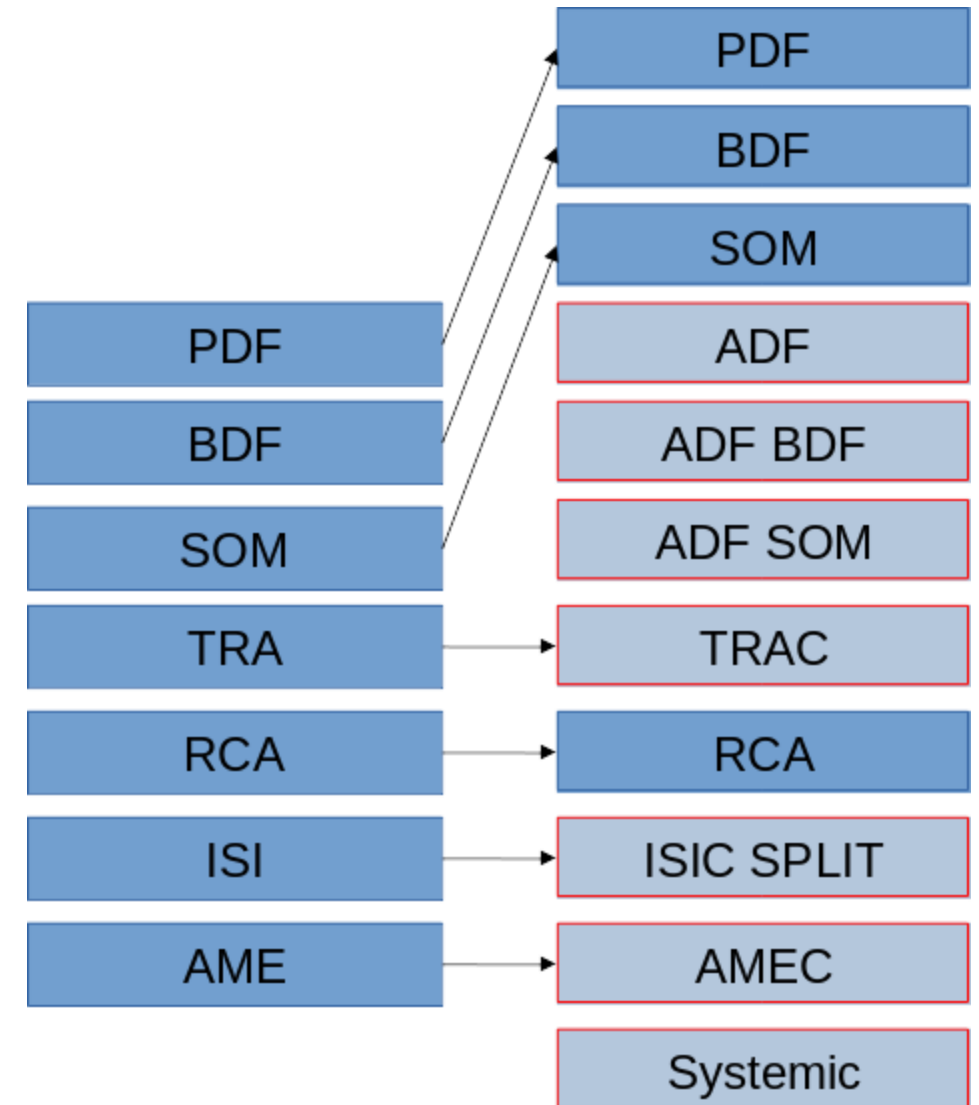 PDF
BDF
SOM
PDF
ADF
BDF
ADF BDF
SOM
ADF SOM
TRA
TRAC
RCA
RCA
ISI
ISIC SPLIT
AME
AMEC
Systemic